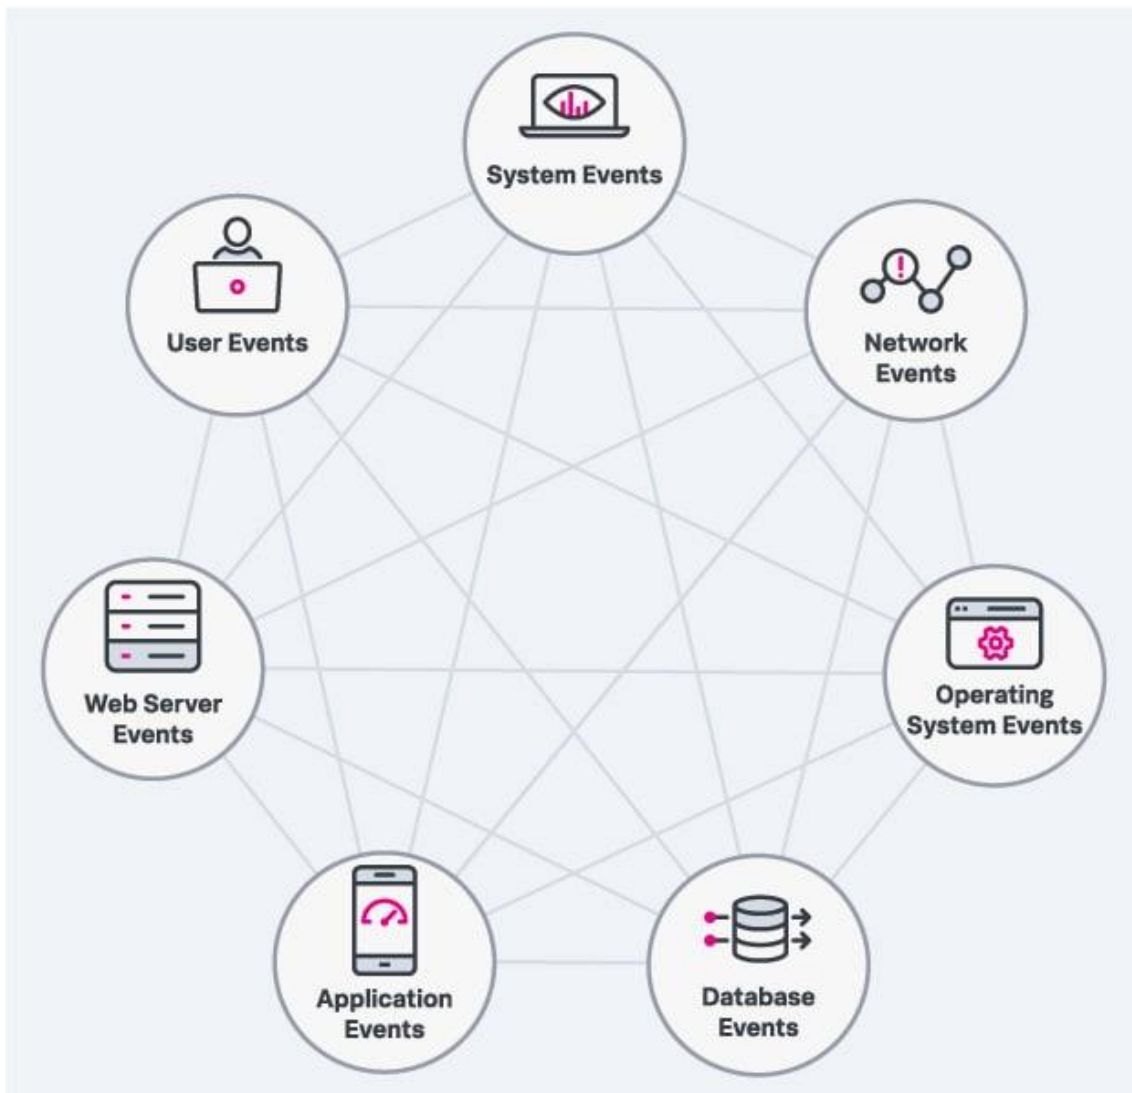 System Events
User Events
Network
Events
Web Server
Events
Operating
System Events
Application
Events
Database
Events